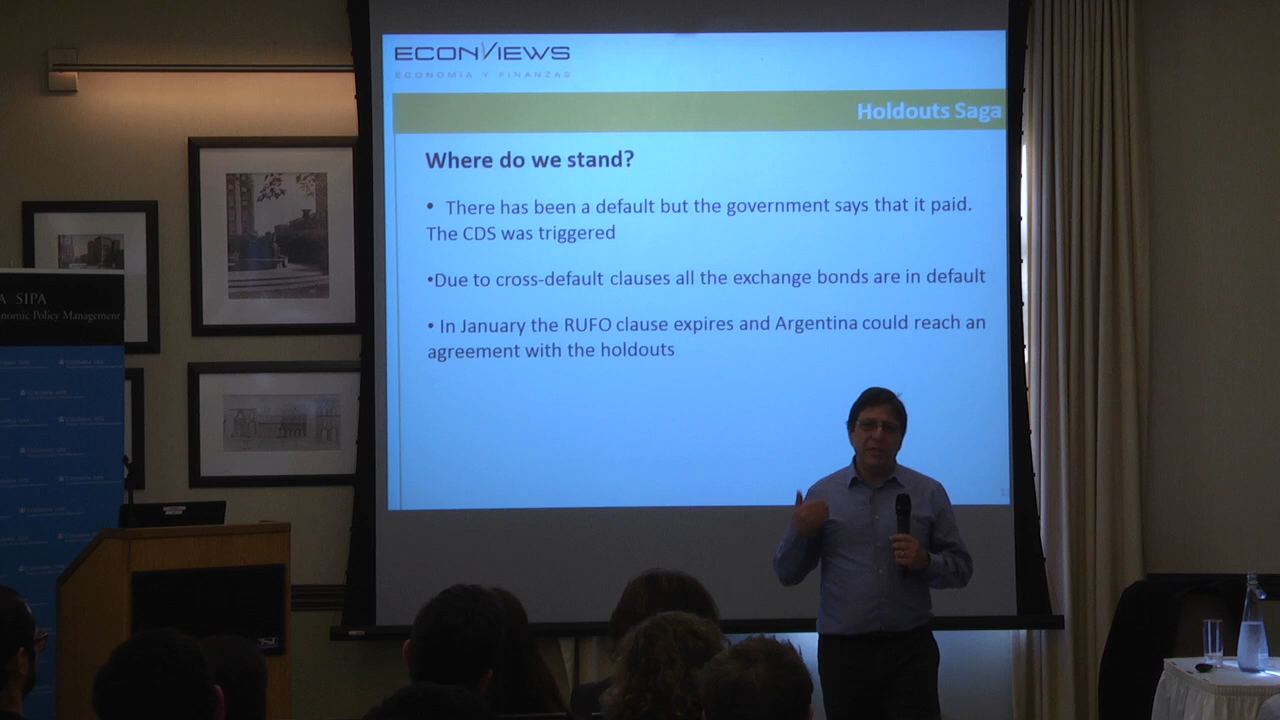 ECONVIEWS
ECONOMIA Y FINANZAS
Holdouts Saga
Where do we stand?
• There has been a default but the government says that it paid.
The CDS was triggered
•Due to cross-default clauses all the exchange bonds are in default
• In January the RUFO clause expires and Argentina could reach an
agreement with the holdouts
A SIPA
nomic Policy Management